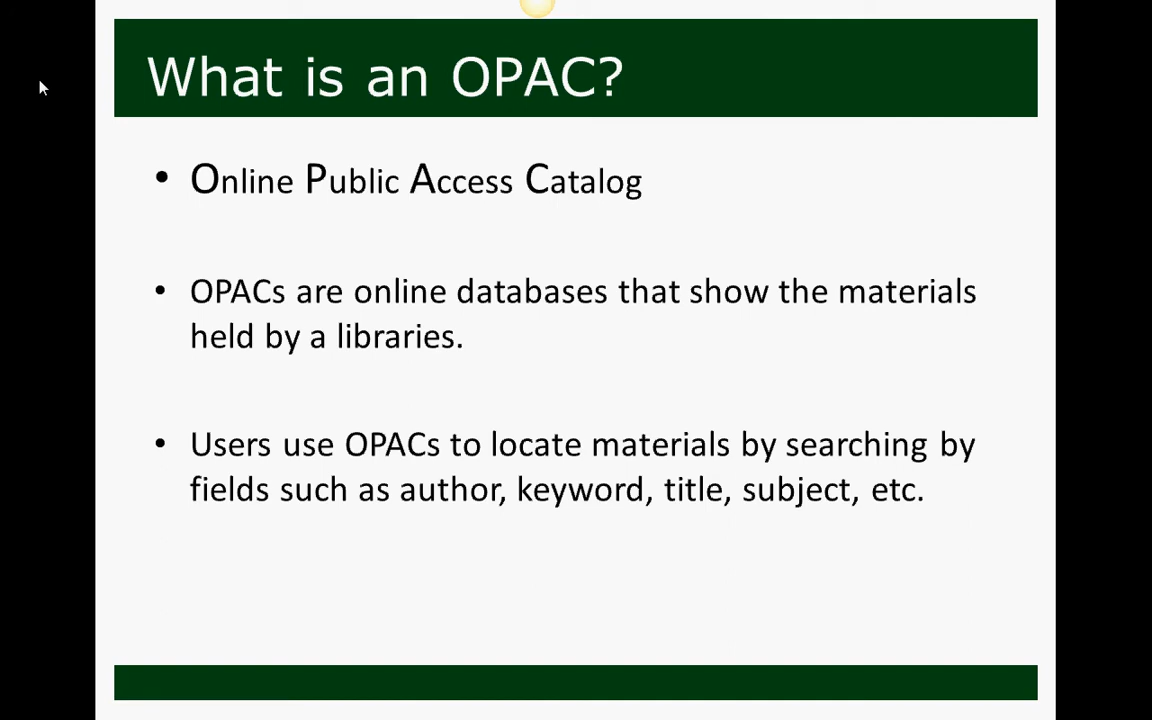 What is an OPAC?
• Online Public Access Catalog
• OPACs are online databases that show the materials
held by a libraries.
• Users use OPACs to locate materials by searching by
fields such as author, keyword, title, subject, etc.